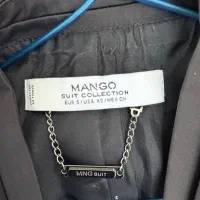 MANGO
SUIT COLLECTION
EUR S / USA XS / MEX CH
MNG SUIT